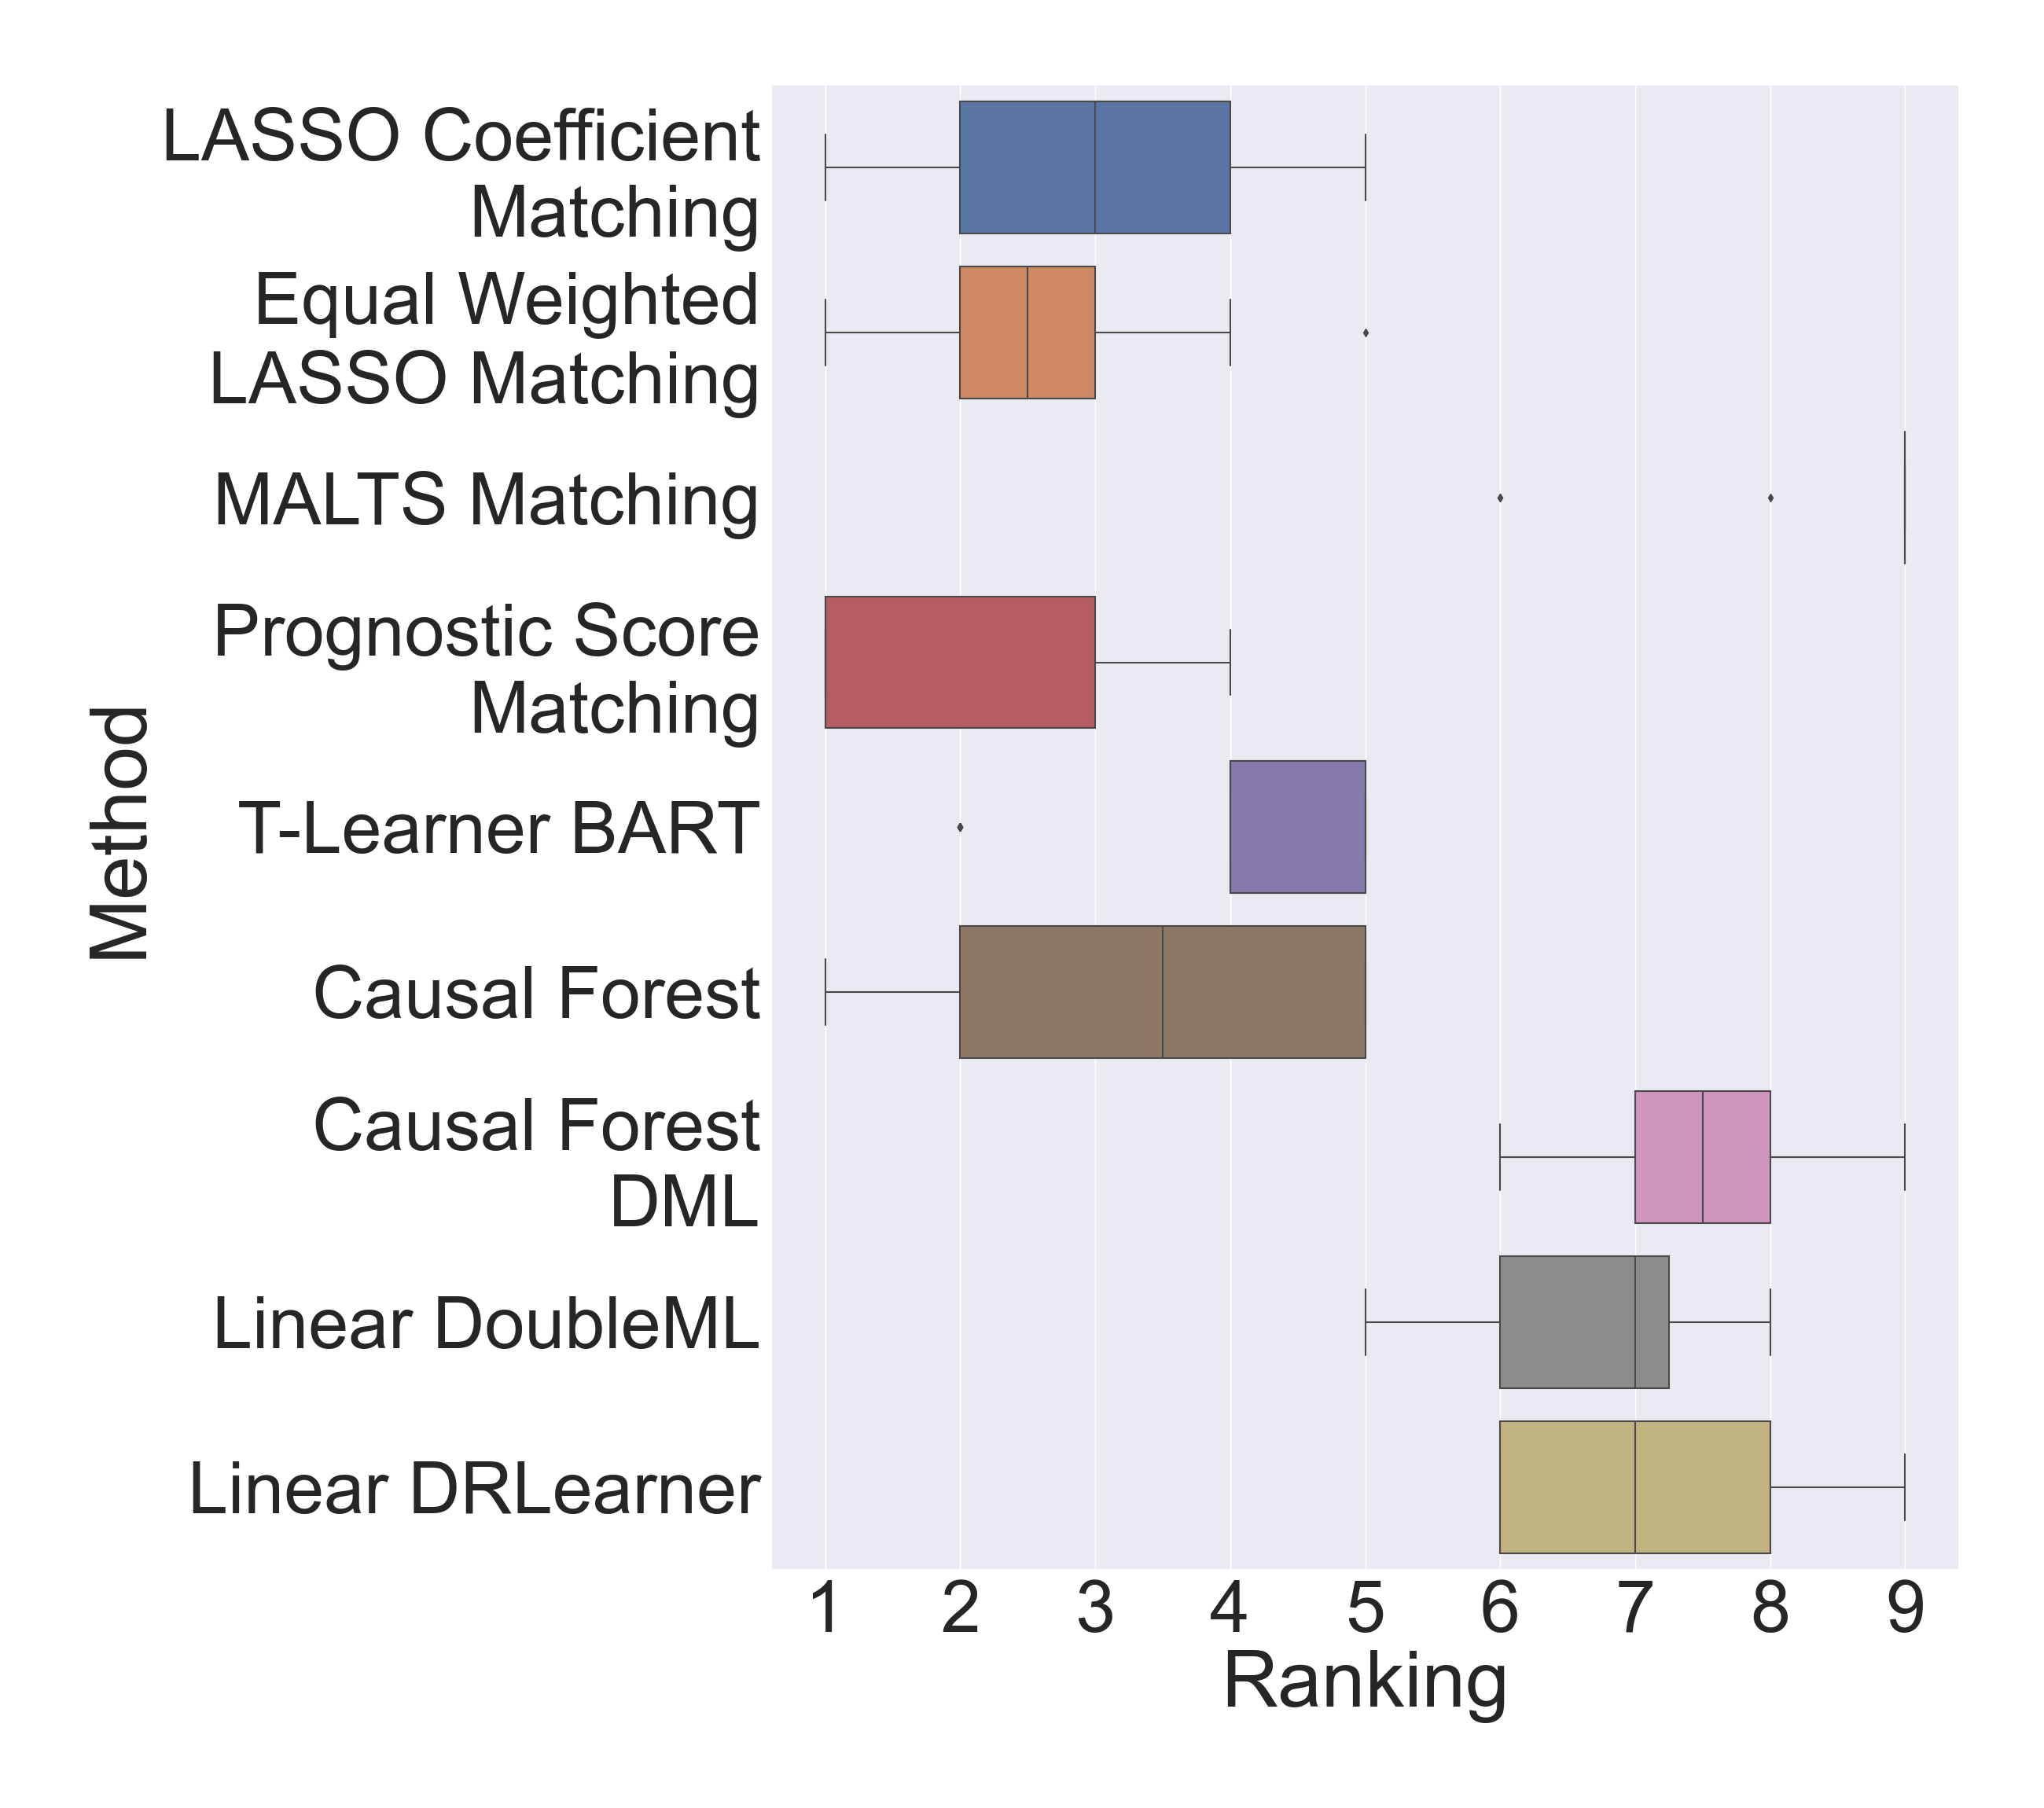 LASSO Coefficient
Matching
Equal Weighted
LASSO Matching
MALTS Matching
Prognostic Score
Matching
T-Learner BART
Causal Forest
Causal Forest
DML
Linear DoubleML
Linear DRLearner
Method
1 2 3 4 5 6 7 8 9
Ranking